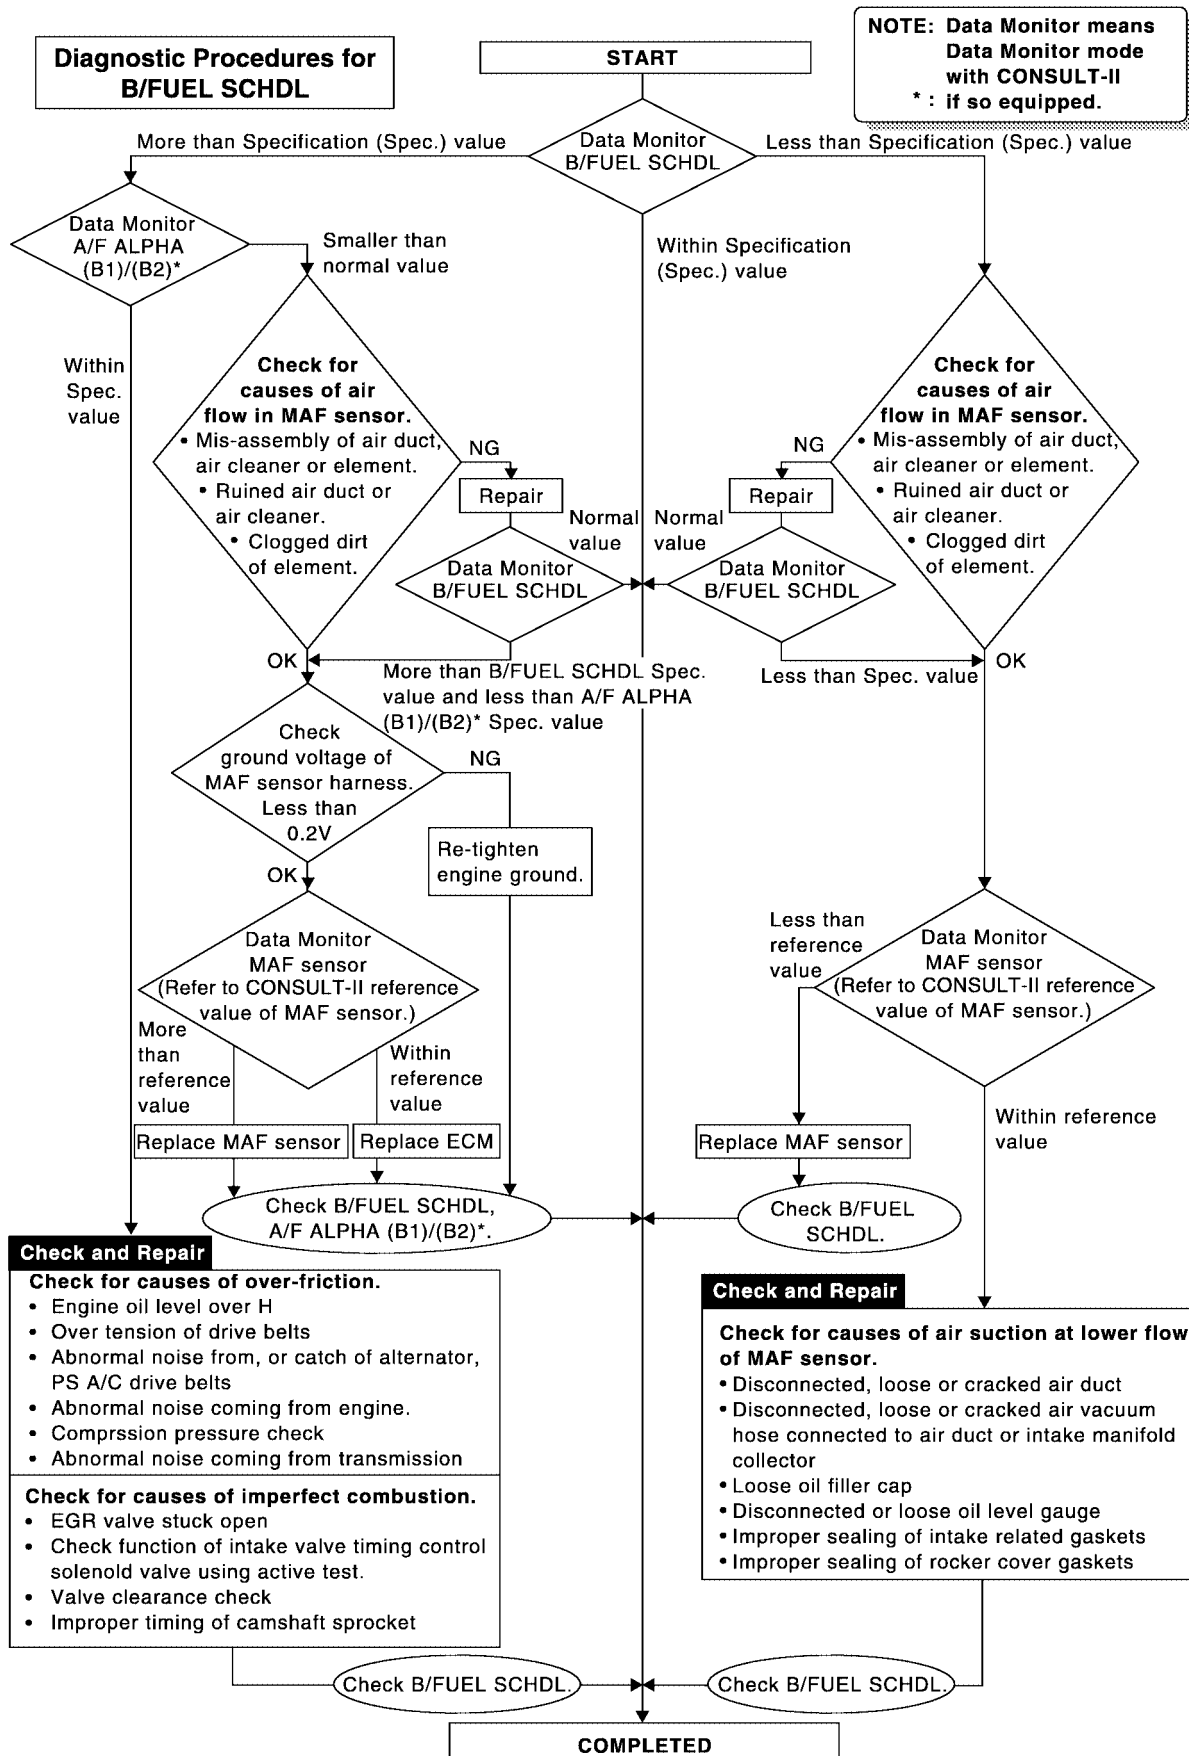 Diagnostic Procedures for
B/FUEL SCHDL
START
NOTE: Data Monitor means
Data Monitor mode
with CONSULT-II
* : if so equipped.
More than Specification (Spec.) value
Data Monitor
B/FUEL SCHDL
Less than Specification (Spec.) value
Data Monitor
A/F ALPHA
(B1)/(B2)*
Smaller than
normal value
Within Specification
(Spec.) value
Within
Spec.
value
Check for
causes of air
flow in MAF sensor.
• Mis-assembly of air duct,
air cleaner or element.
• Ruined air duct or
air cleaner.
• Clogged dirt
of element.
NG
Repair
Normal
value
Data Monitor
B/FUEL SCHDL
NG
Repair
Normal
value
Data Monitor
B/FUEL SCHDL
Check for
causes of air
flow in MAF sensor.
• Mis-assembly of air duct,
air cleaner or element.
• Ruined air duct or
air cleaner.
• Clogged dirt
of element.
OK
More than B/FUEL SCHDL Spec.
value and less than A/F ALPHA
(B1)/(B2)* Spec. value
Less than Spec. value
OK
Check
ground voltage of
MAF sensor harness.
Less than
0.2V
NG
Re-tighten
engine ground.
OK
Data Monitor
MAF sensor
(Refer to CONSULT-II reference
value of MAF sensor.)
Less than
reference
value
Data Monitor
MAF sensor
(Refer to CONSULT-II reference
value of MAF sensor.)
More
than
reference
value
Within
reference
value
Within reference
value
Replace MAF sensor
Replace ECM
Replace MAF sensor
Check B/FUEL SCHDL,
A/F ALPHA (B1)/(B2)*.
Check B/FUEL
SCHDL.
Check and Repair
Check for causes of over-friction.
• Engine oil level over H
• Over tension of drive belts
• Abnormal noise from, or catch of alternator,
PS A/C drive belts
• Abnormal noise coming from engine.
• Comprssion pressure check
• Abnormal noise coming from transmission
Check for causes of imperfect combustion.
• EGR valve stuck open
• Check function of intake valve timing control
solenold valve using active test.
• Valve clearance check
• Improper timing of camshaft sprocket
Check and Repair
Check for causes of air suction at lower flow
of MAF sensor.
• Disconnected, loose or cracked air duct
• Disconnected, loose or cracked air vacuum
hose connected to air duct or intake manifold
collector
• Loose oil filler cap
• Disconnected or loose oil level gauge
• Improper sealing of intake related gaskets
• Improper sealing of rocker cover gaskets
Check B/FUEL SCHDL.
Check B/FUEL SCHDL.
COMPLETED